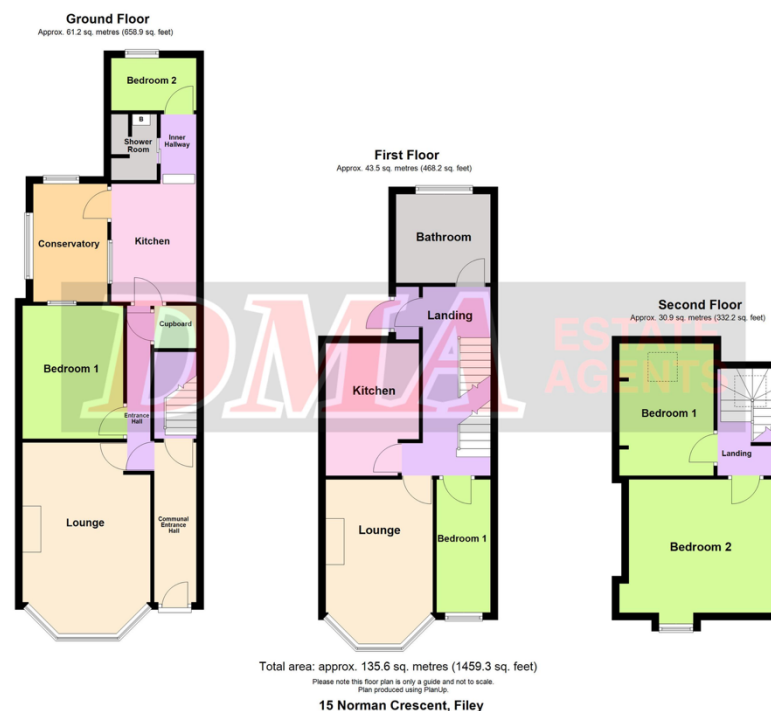 Ground Floor
Approx. 61.2 sq. metres (658.9 sq. feet)
Bedroom 2
B
Shower
Room
Inner
Hallway
Conservatory
Kitchen
Cupboard
Bedroom 1
Entrance
Hall
Lounge
Communal
Entrance
Hall
First Floor
Approx. 43.5 sq. metres (468.2 sq. feet)
Bathroom
Landing
Kitchen
Lounge
Bedroom 1
Second Floor
Approx. 30.9 sq. metres (332.2 sq. feet)
Bedroom 1
Landing
Bedroom 2
DMA
ESTATE
AGENTS
Total area: approx. 135.6 sq. metres (1459.3 sq. feet)
Please note this floor plan is only a guide and not to scale.
Plan produced using PlanUp.
15 Norman Crescent, Filey